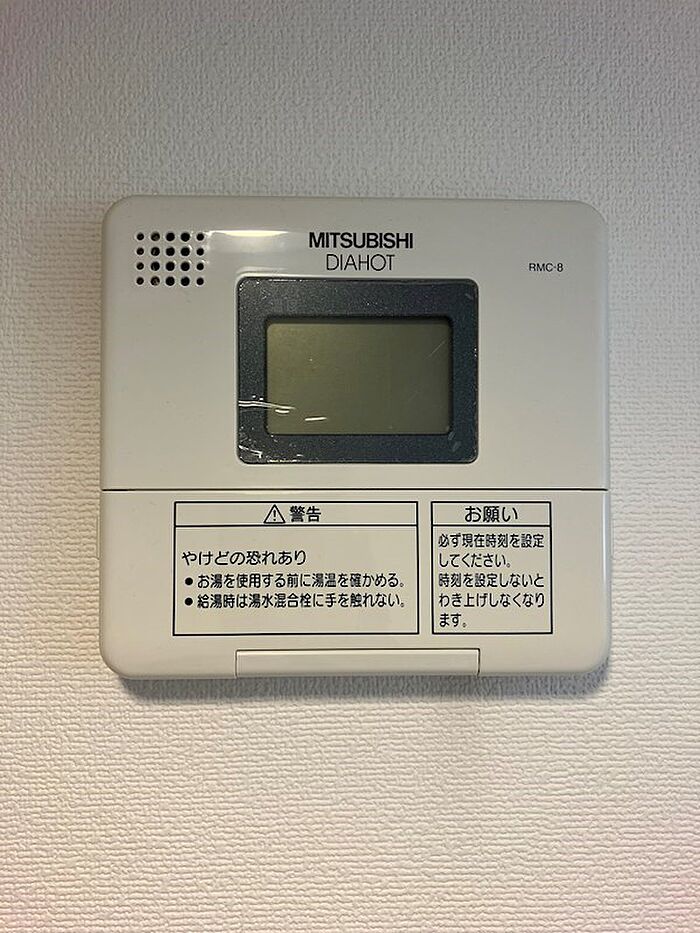 MITSUBISHI
DIAHOT
RMC-8
警告
やけどの恐れあり
●お湯を使用する前に湯温を確かめる。
●給湯時は湯水混合栓に手を触れない。
お願い
必ず現在時刻を設定
してください。
時刻を設定しないと
わき上げしなくなり
ます。